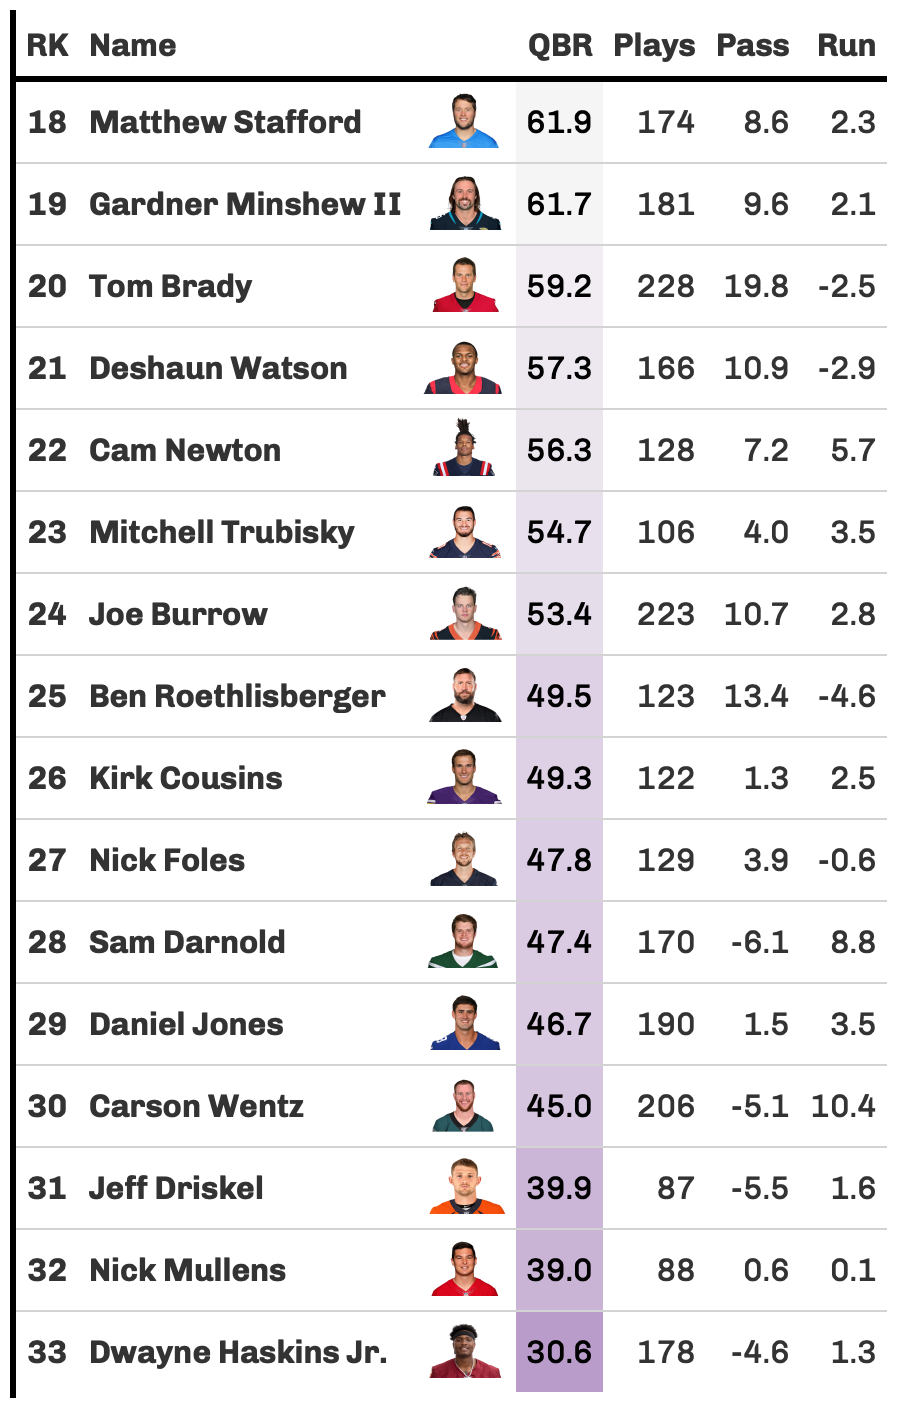 RK Name QBR Plays Pass Run
18 Matthew Stafford 61.9 174 8.6 2.3
19 Gardner Minshew II 61.7 181 9.6 2.1
20 Tom Brady 59.2 228 19.8 -2.5
21 Deshaun Watson 57.3 166 10.9 -2.9
22 Cam Newton 56.3 128 7.2 5.7
23 Mitchell Trubisky 54.7 106 4.0 3.5
24 Joe Burrow 53.4 223 10.7 2.8
25 Ben Roethlisberger 49.5 123 13.4 -4.6
26 Kirk Cousins 49.3 122 1.3 2.5
27 Nick Foles 47.8 129 3.9 -0.6
28 Sam Darnold 47.4 170 -6.1 8.8
29 Daniel Jones 46.7 190 1.5 3.5
30 Carson Wentz 45.0 206 -5.1 10.4
31 Jeff Driskel 39.9 87 -5.5 1.6
32 Nick Mullens 39.0 88 0.6 0.1
33 Dwayne Haskins Jr. 30.6 178 -4.6 1.3